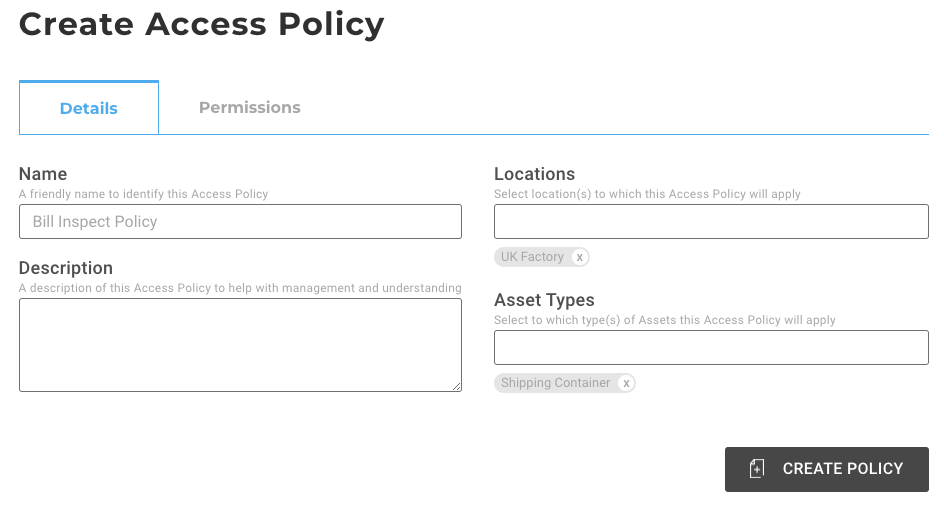 Create Access Policy
Details
Permissions
Name
A friendly name to identify this Access Policy
Bill Inspect Policy
Description
A description of this Access Policy to help with management and understanding
Locations
Select location(s) to which this Access Policy will apply
UK Factory x
Asset Types
Select to which type(s) of Assets this Access Policy will apply
Shipping Container x
CREATE POLICY